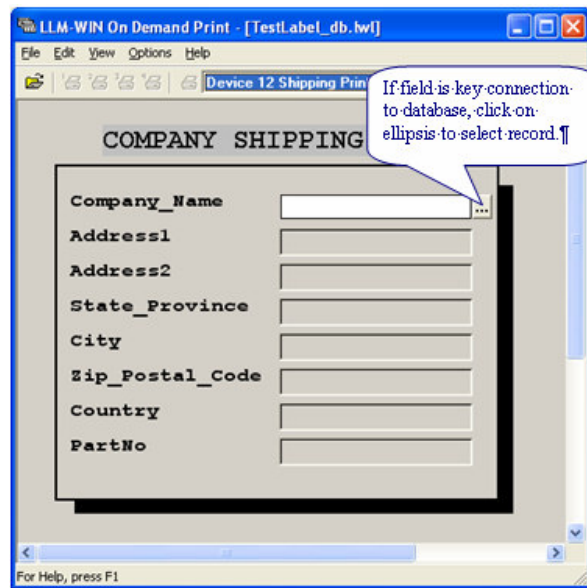 LLM-WIN On Demand Print - [TestLabel_db.lwl]
File Edit View Options Help
Device 12 Shipping Prin
If·field·is·key·connection·
to·database,·click·on·
ellipsis·to·select·record.¶
COMPANY SHIPPING
Company_Name
...
Address1
Address2
State_Province
City
Zip_Postal_Code
Country
PartNo
For Help, press F1